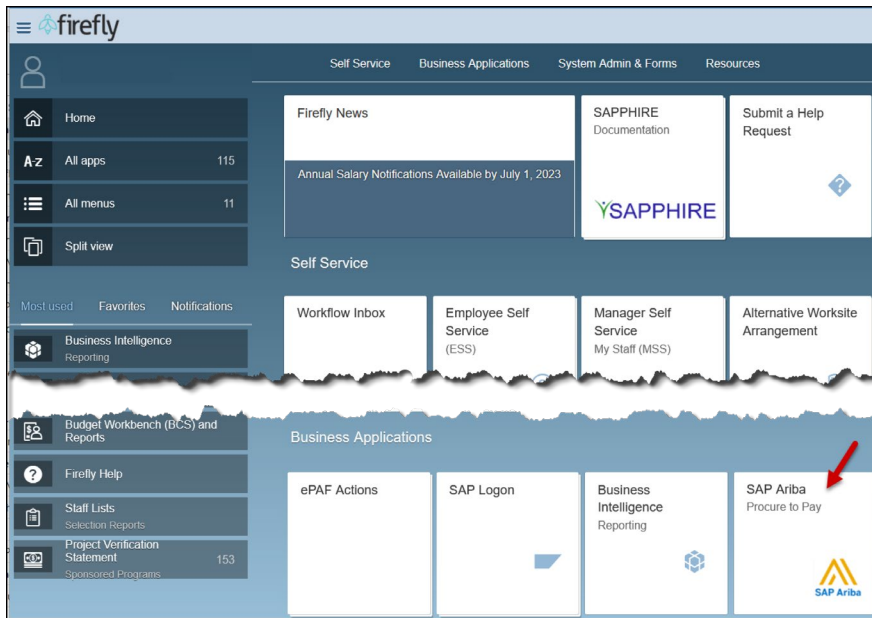 firefly
Self Service
Business Applications
System Admin & Forms
Resources
Home
A-Z
All apps
115
All menus
11
Split view
Most used
Favorites
Notifications
Business Intelligence
Reporting
Budget Workbench (BCS) and
Reports
Firefly Help
Staff Lists
Selection Reports
Project Verification
Statement
Sponsored Programs
153
Firefly News
Annual Salary Notifications Available by July 1, 2023
SAPPHIRE
Documentation
SAPPHIRE
Submit a Help
Request
Self Service
Workflow Inbox
Employee Self
Service
(ESS)
Manager Self
Service
My Staff (MSS)
Alternative Worksite
Arrangement
Business Applications
ePAF Actions
SAP Logon
Business
Intelligence
Reporting
SAP Ariba
Procure to Pay
SAP Ariba